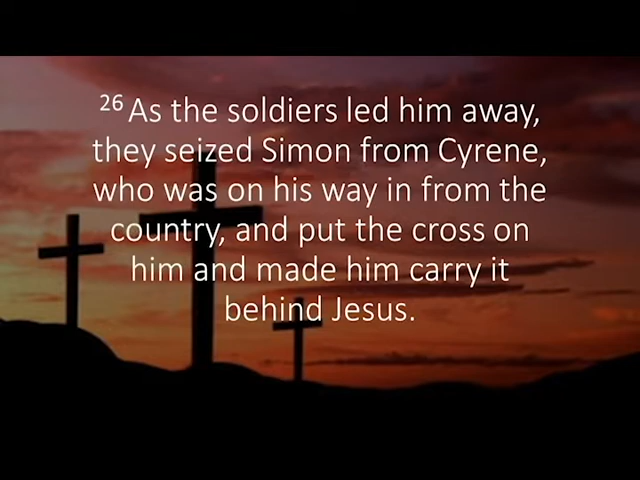 26 As the soldiers led him away,
they seized Simon from Cyrene,
who was on his way in from the
country, and put the cross on
him and made him carry it
behind Jesus.